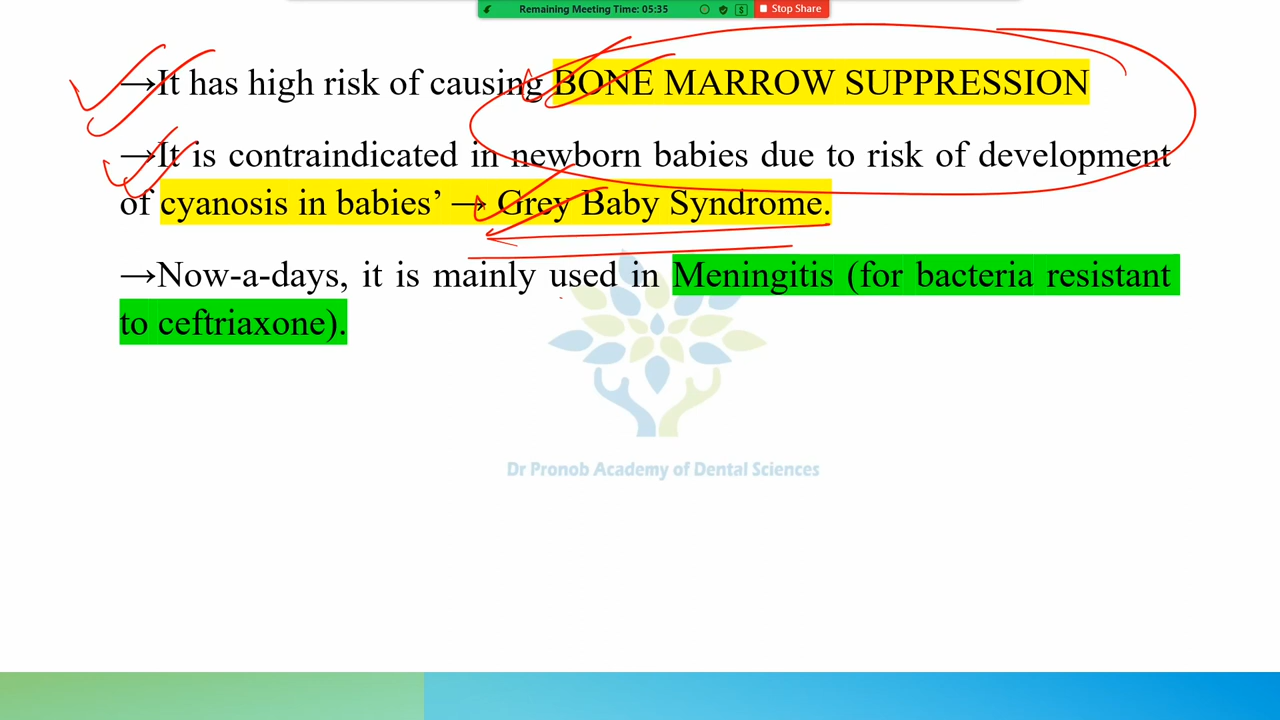 Remaining Meeting Time: 05:35 Stop Share
→It has high risk of causing BONE MARROW SUPPRESSION
→It is contraindicated in newborn babies due to risk of development
of cyanosis in babies’ → Grey Baby Syndrome.
→Now-a-days, it is mainly used in Meningitis (for bacteria resistant
to ceftriaxone).
Dr Pronob Academy of Dental Sciences